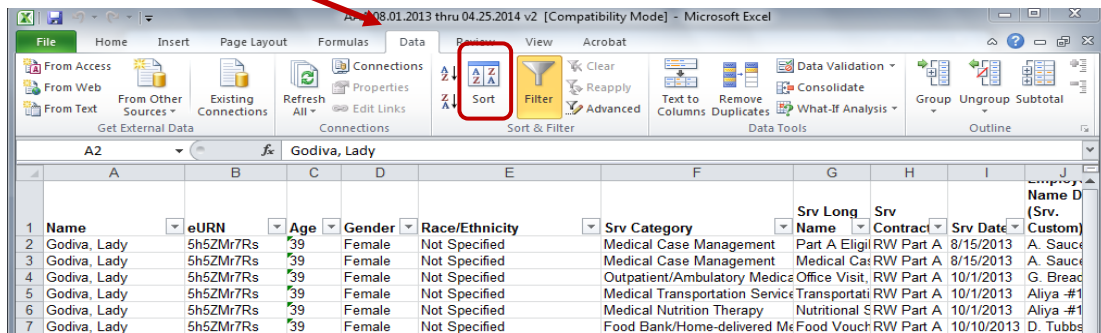 08.01.2013 thru 04.25.2014 v2 [Compatibility Mode] - Microsoft Excel
File Home Insert Page Layout Formulas Data Review View Acrobat
From Access
From Web
From Text
From Other Sources
Existing Connections
Get External Data
Refresh All
Connections
Properties
Edit Links
Connections
Sort
Filter
Clear
Reapply
Advanced
Sort & Filter
Text to Columns
Remove Duplicates
Data Validation
Consolidate
What-If Analysis
Data Tools
Group
Ungroup
Subtotal
Outline
A2 fx Godiva, Lady
A B C D E F G H I J
Name D
Srv Long Srv (Srv.
1 Name eURN Age Gender Race/Ethnicity Srv Category Name Contract Srv Date Custom)
2 Godiva, Lady 5h5ZMr7Rs 39 Female Not Specified Medical Case Management Part A Eligil RW Part A 8/15/2013 A. Sauce
3 Godiva, Lady 5h5ZMr7Rs 39 Female Not Specified Medical Case Management Medical Cas RW Part A 8/15/2013 A. Sauce
4 Godiva, Lady 5h5ZMr7Rs 39 Female Not Specified Outpatient/Ambulatory Medica Office Visit, RW Part A 10/1/2013 G. Bread
5 Godiva, Lady 5h5ZMr7Rs 39 Female Not Specified Medical Transportation Service Transportati RW Part A 10/1/2013 Aliya -#1
6 Godiva, Lady 5h5ZMr7Rs 39 Female Not Specified Medical Nutrition Therapy Nutritional S RW Part A 10/1/2013 Aliya -#1
7 Godiva, Lady 5h5ZMr7Rs 39 Female Not Specified Food Bank/Home-delivered Me Food Vouch RW Part A 10/10/2013 D. Tubbs